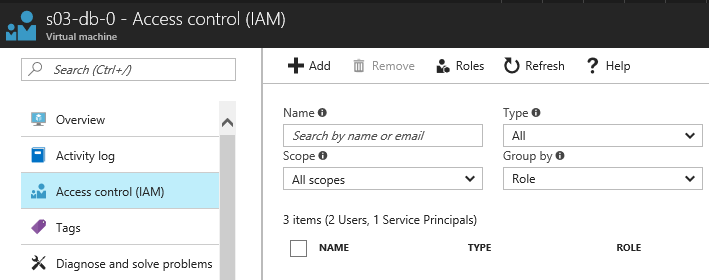 s03-db-0 - Access control (IAM)
Virtual machine
Search (Ctrl+/)
Overview
Activity log
Access control (IAM)
Tags
Diagnose and solve problems
Add Remove Roles Refresh Help
Name Type
Search by name or email All
Scope Group by
All scopes Role
3 items (2 Users, 1 Service Principals)
NAME TYPE ROLE